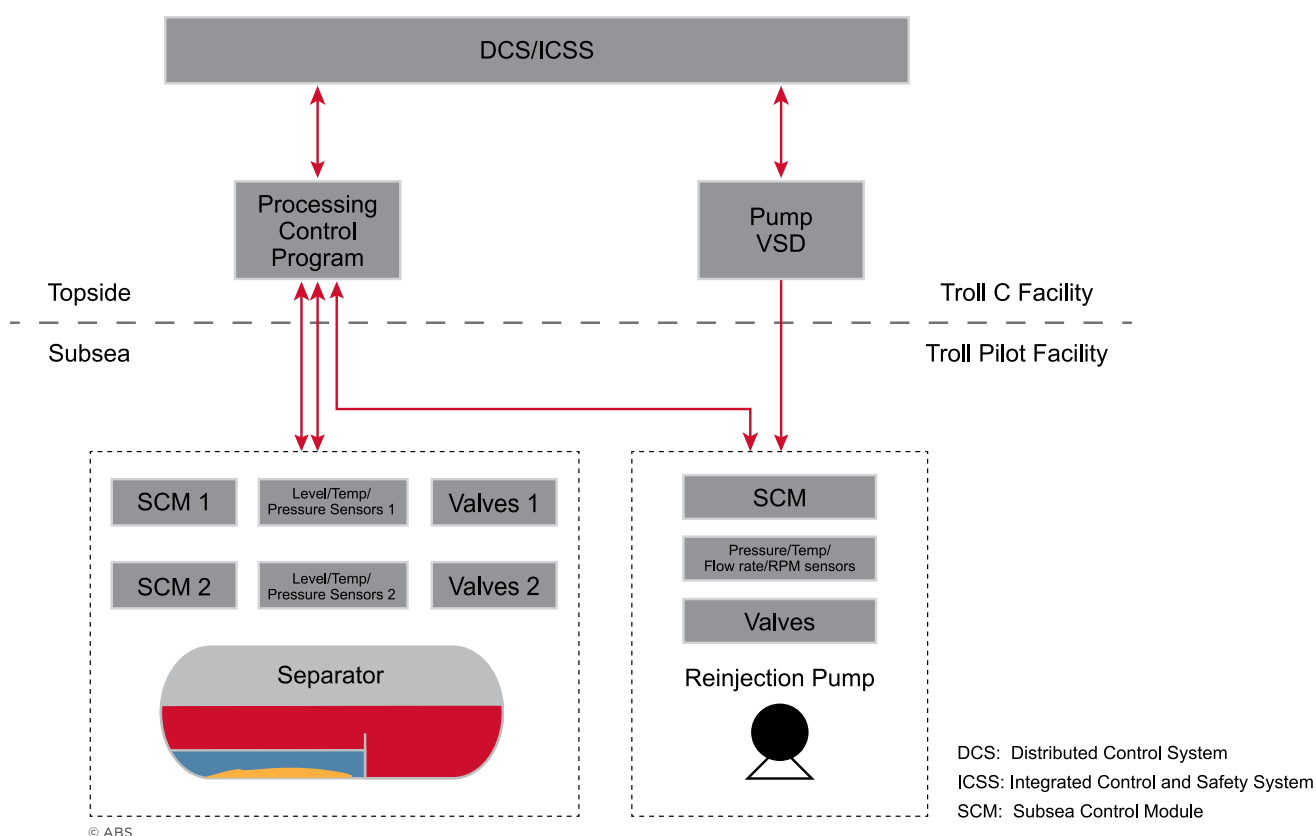 DCS/ICSS
Processing
Control
Program
Pump
VSD
Topside
Troll C Facility
Subsea
Troll Pilot Facility
SCM 1
Level/Temp/
Pressure Sensors 1
Valves 1
SCM 2
Level/Temp/
Pressure Sensors 2
Valves 2
Separator
SCM
Pressure/Temp/
Flow rate/RPM sensors
Valves
Reinjection Pump
DCS: Distributed Control System
ICSS: Integrated Control and Safety System
SCM: Subsea Control Module
© ABS